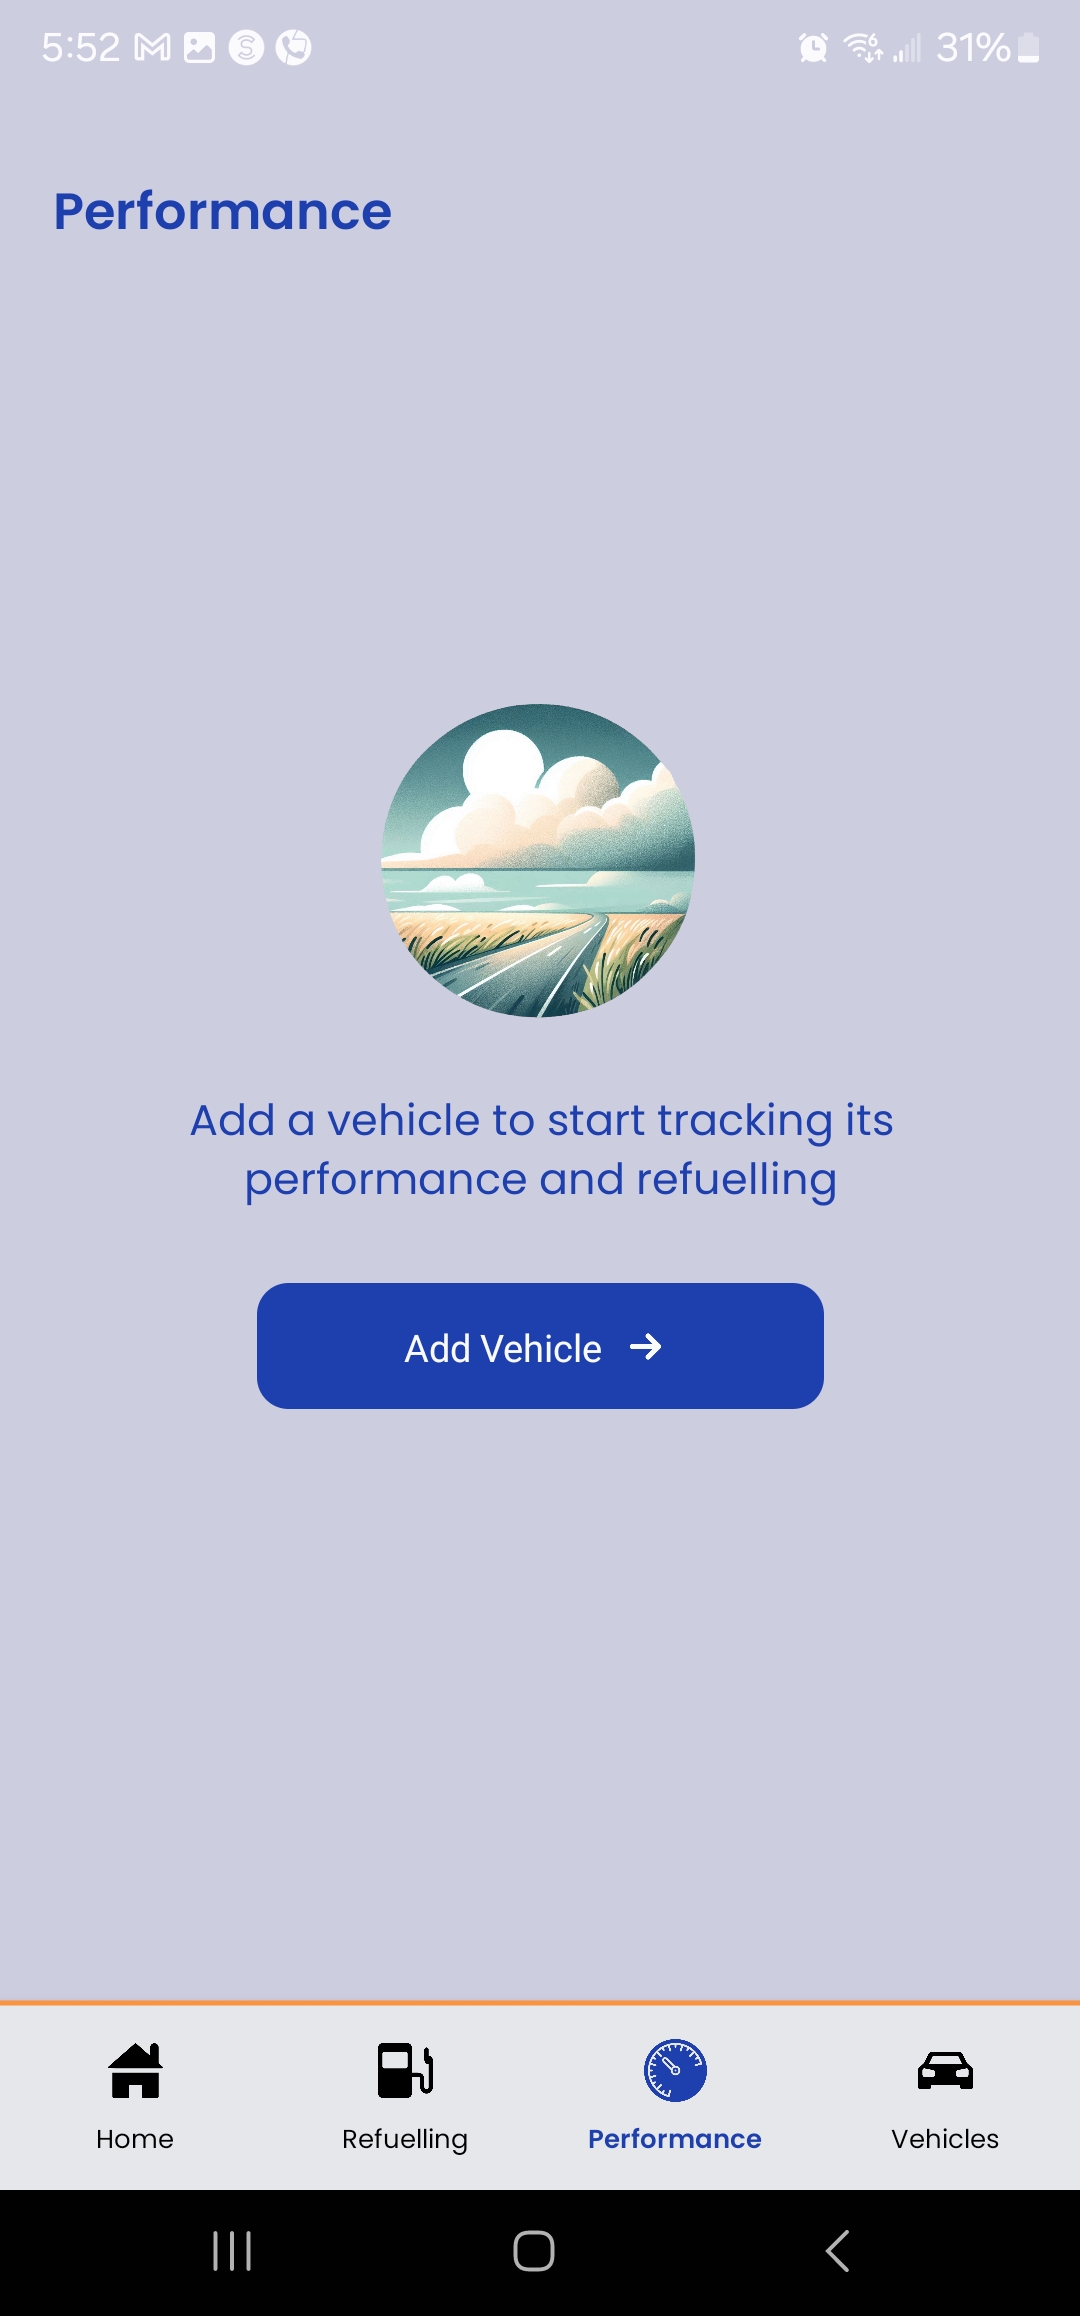 5:52
31%
Performance
Add a vehicle to start tracking its
performance and refuelling
Add Vehicle
Home
Refuelling
Performance
Vehicles